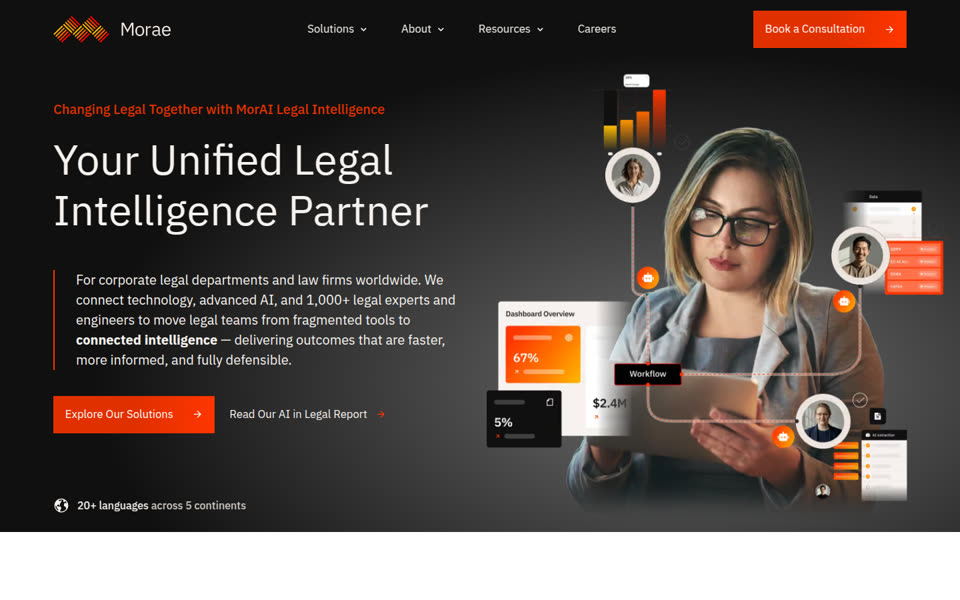 Morae
Solutions
About
Resources
Careers
Book a Consultation
Changing Legal Together with MorAI Legal Intelligence
Your Unified Legal
Intelligence Partner
For corporate legal departments and law firms worldwide. We
connect technology, advanced AI, and 1,000+ legal experts and
engineers to move legal teams from fragmented tools to
connected intelligence — delivering outcomes that are faster,
more informed, and fully defensible.
Explore Our Solutions
Read Our AI in Legal Report
20+ languages across 5 continents
Data
Dashboard Overview
67%
Workflow
$2.4M
5%
AI extraction